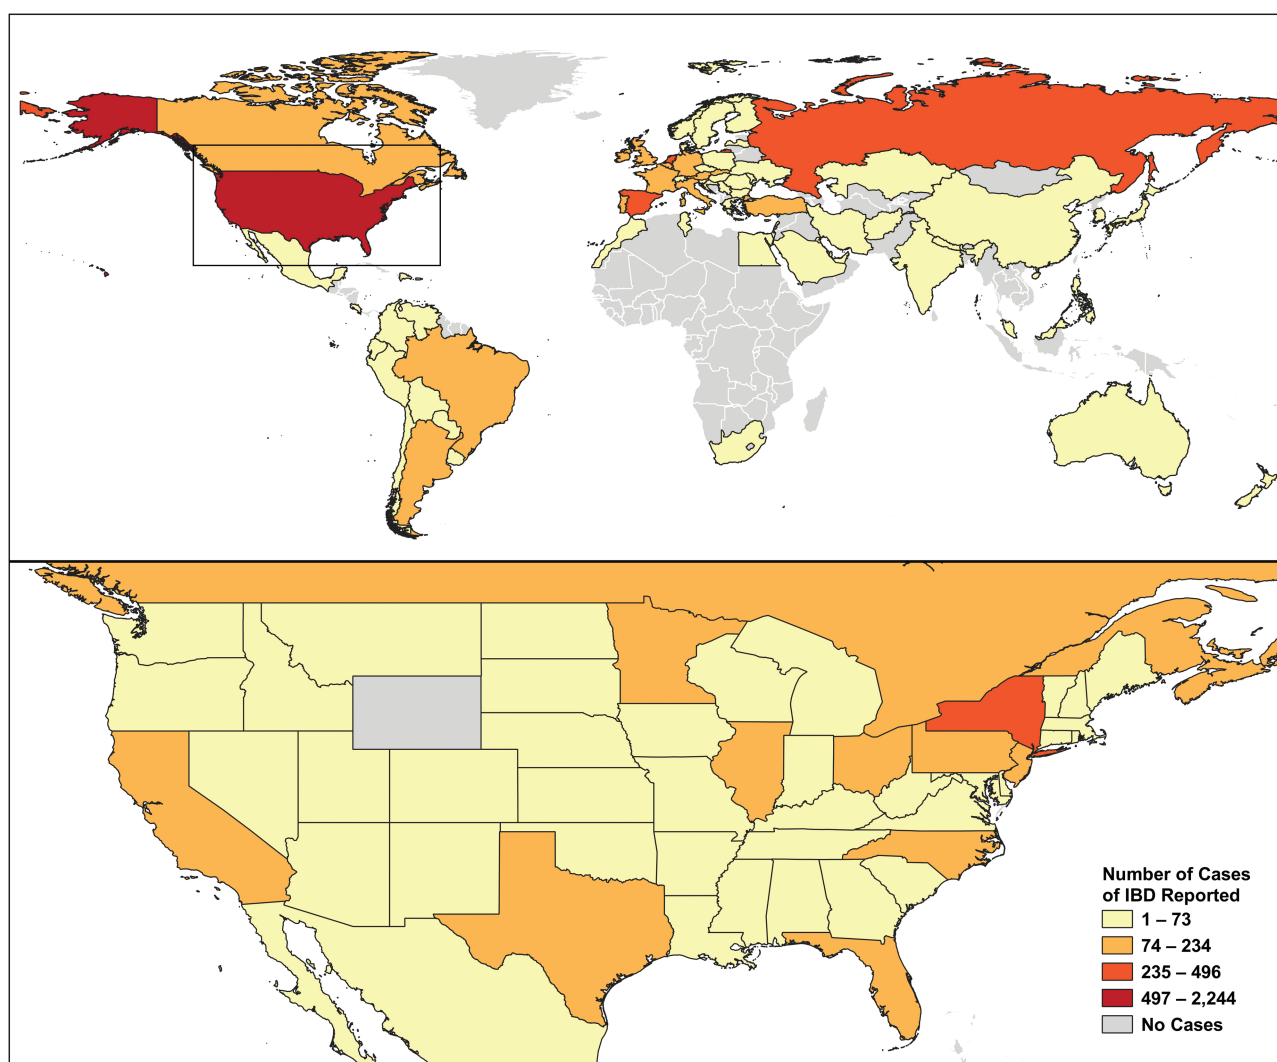 Number of Cases
of IBD Reported
1 – 73
74 – 234
235 – 496
497 – 2,244
No Cases